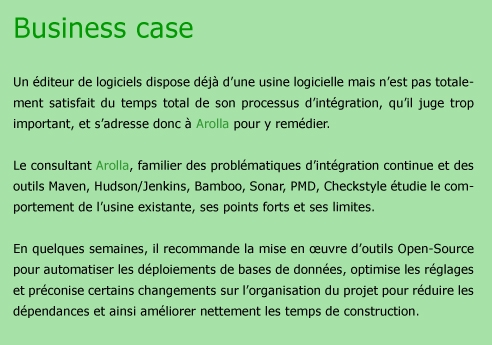 Business case
Un éditeur de logiciels dispose déjà d'une usine logicielle mais n'est pas totale-
ment satisfait du temps total de son processus d'intégration, qu'il juge trop
important, et s'adresse donc à Arolla pour y remédier.
Le consultant Arolla, familier des problématiques d'intégration continue et des
outils Maven, Hudson/Jenkins, Bamboo, Sonar, PMD, Checkstyle étudie le com-
portement de l'usine existante, ses points forts et ses limites.
En quelques semaines, il recommande la mise en œuvre d'outils Open-Source
pour automatiser les déploiements de bases de données, optimise les réglages
et préconise certains changements sur l'organisation du projet pour réduire les
dépendances et ainsi améliorer nettement les temps de construction.